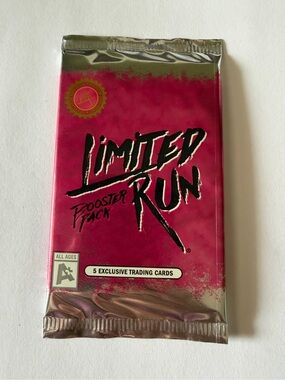 LIMITED
RUN
BOOSTER
PACK
ALL AGES
A+
5 EXCLUSIVE TRADING CARDS